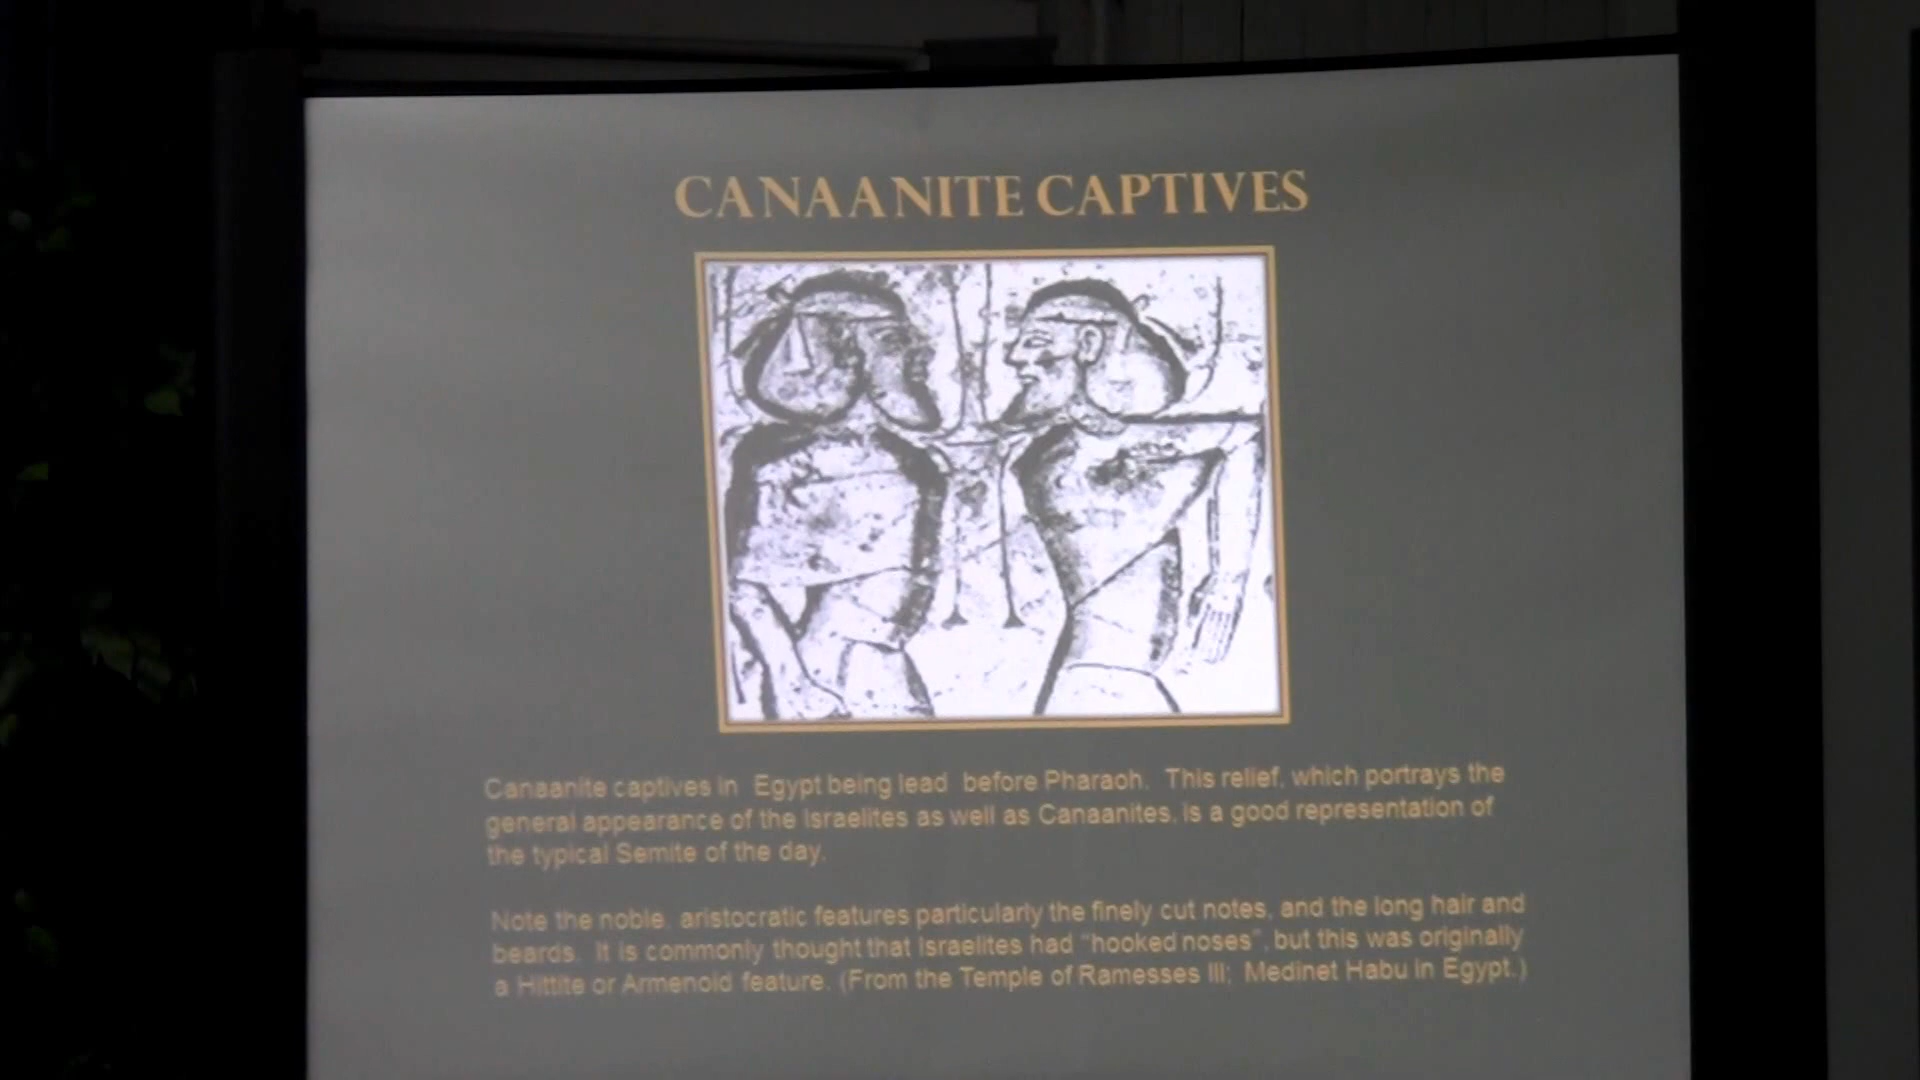 CANAANITE CAPTIVES
Canaanite captives in Egypt being lead before Pharaoh. This relief, which portrays the
general appearance of the Israelites as well as Canaanites, is a good representation of
the typical Semite of the day.
Note the noble, aristocratic features particularly the finely cut notes, and the long hair and
beards. It is commonly thought that Israelites had "hooked noses", but this was originally
a Hittite or Armenoid feature. (From the Temple of Ramesses III; Medinet Habu in Egypt.)